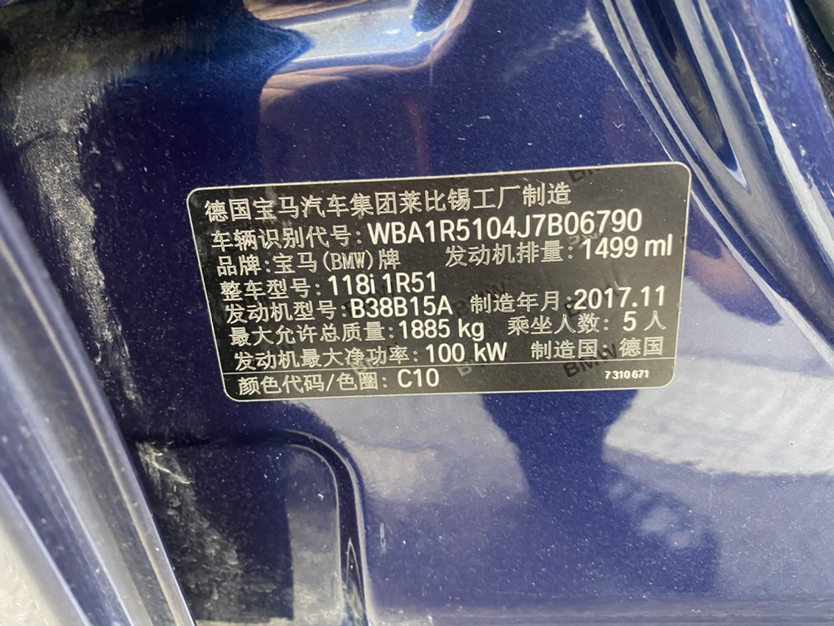 德国宝马汽车集团莱比锡工厂制造
车辆识别代号: WBA1R5104J7B06790
品牌:宝马(BMW)牌 发动机排量: 1499 ml
整车型号: 118i 1R51
发动机型号: B38B15A 制造年月: 2017.11
最大允许总质量: 1885 kg 乘坐人数: 5人
发动机最大净功率: 100 kW 制造国: 德国
颜色代码/色圈: C10 7310671